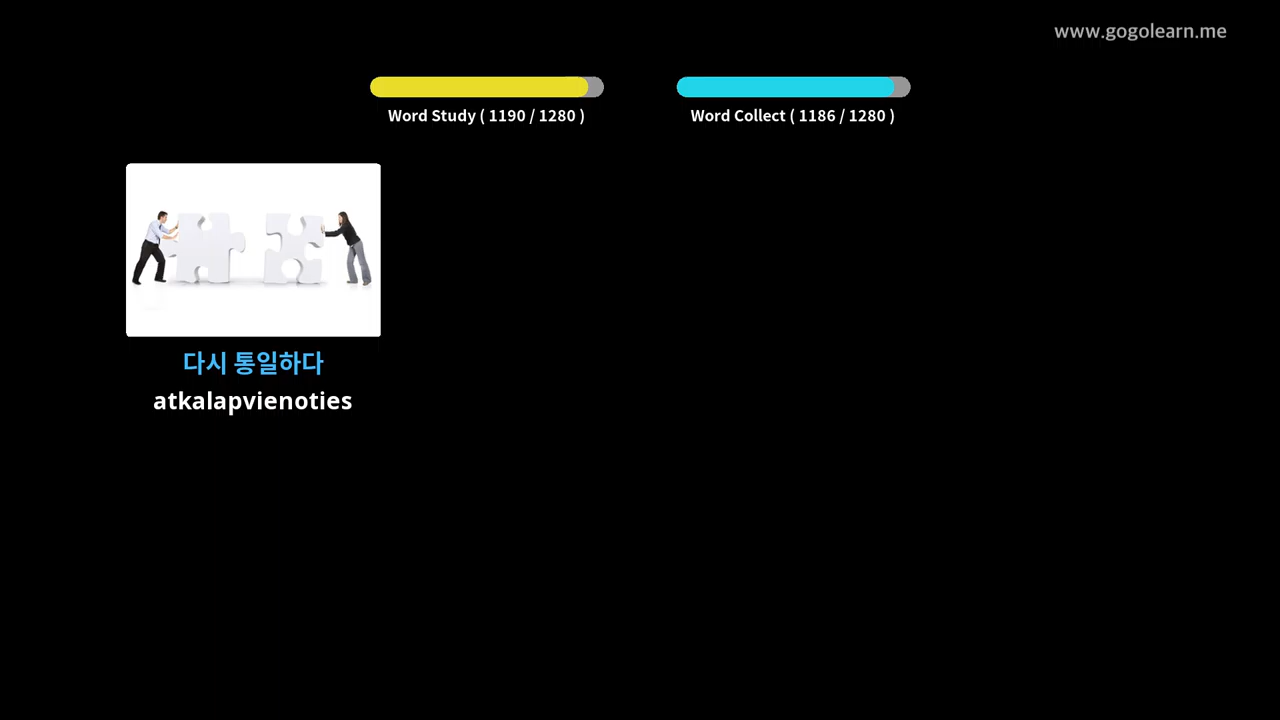 www.gogolearn.me
Word Study ( 1190 / 1280 )
Word Collect ( 1186 / 1280 )
다시 통일하다
atkalapvienoties